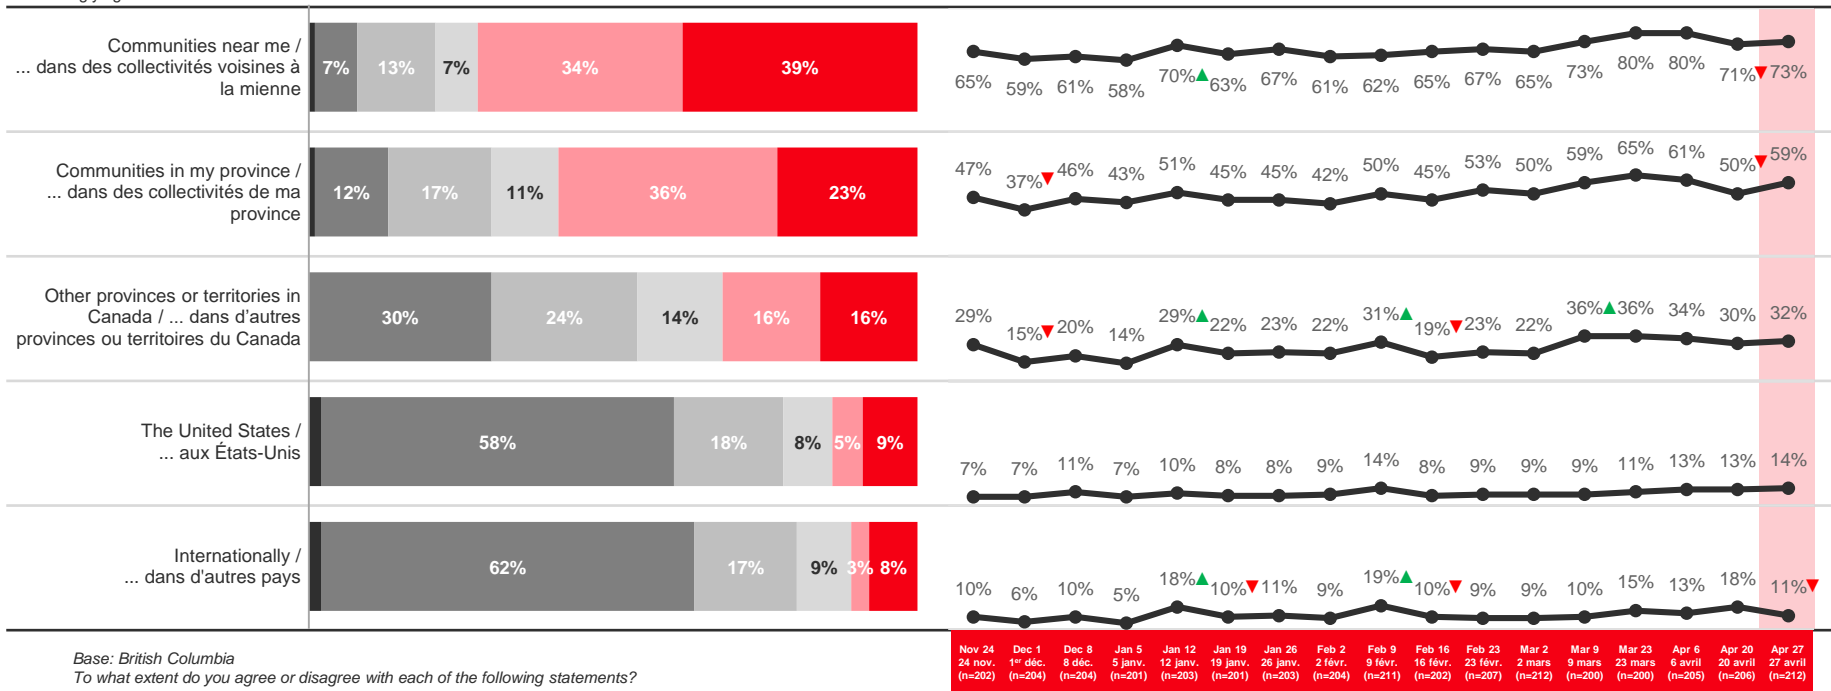 Communities near me /
... dans des collectivités voisines à
la mienne
7% 13% 7% 34% 39%
65% 59% 61% 58% 70% 63% 67% 61% 62% 65% 67% 65% 73% 80% 80% 71% 73%
Communities in my province /
... dans des collectivités de ma
province
12% 17% 11% 36% 23%
47% 37% 46% 43% 51% 45% 45% 42% 50% 45% 53% 50% 59% 65% 61% 50% 59%
Other provinces or territories in
Canada / ... dans d'autres
provinces ou territoires du Canada
30% 24% 14% 16% 16%
29% 15% 20% 14% 29% 22% 23% 22% 31% 19% 23% 22% 36% 36% 34% 30% 32%
The United States /
... aux États-Unis
58% 18% 8% 5% 9%
7% 7% 11% 7% 10% 8% 8% 9% 14% 8% 9% 9% 9% 11% 13% 13% 14%
Internationally /
... dans d'autres pays
62% 17% 9% 3% 8%
10% 6% 10% 5% 18% 10% 11% 9% 19% 10% 9% 9% 10% 15% 13% 18% 11%
Nov 24 Dec 1 Dec 8 Jan 5 Jan 12 Jan 19 Jan 26 Feb 2 Feb 9 Feb 16 Feb 23 Mar 2 Mar 9 Mar 23 Apr 6 Apr 20 Apr 27
24 nov. 1er déc. 8 déc. 5 janv. 12 janv. 19 janv. 26 janv. 2 févr. 9 févr. 16 févr. 23 févr. 2 mars 9 mars 23 mars 6 avril 20 avril 27 avril
(n=202) (n=204) (n=204) (n=201) (n=203) (n=201) (n=203) (n=204) (n=211) (n=202) (n=207) (n=212) (n=200) (n=200) (n=205) (n=206) (n=212)
Base: British Columbia
To what extent do you agree or disagree with each of the following statements?